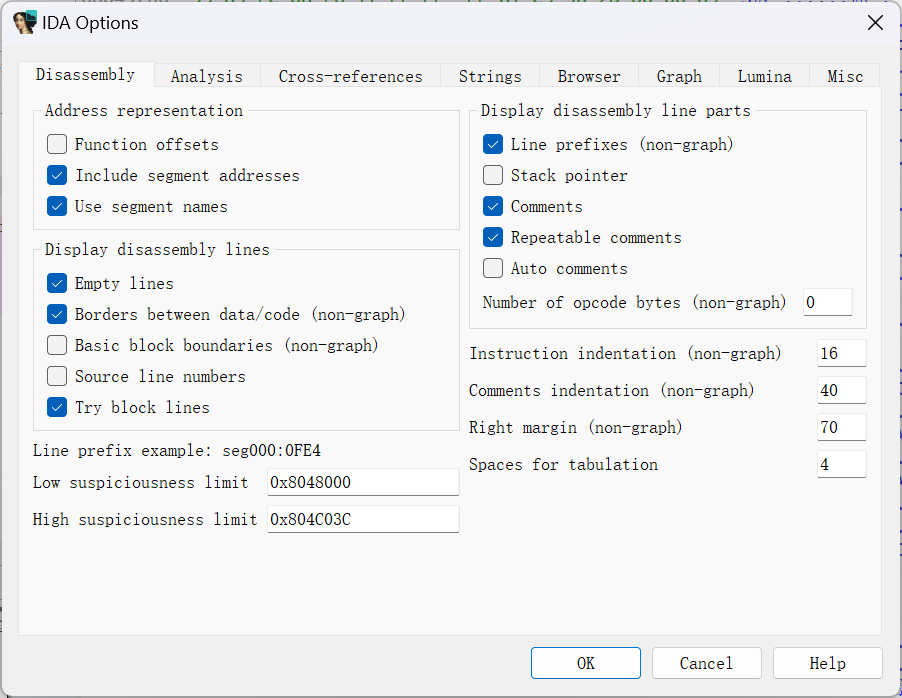 IDA Options
Disassembly Analysis Cross-references Strings Browser Graph Lumina Misc
Address representation
Function offsets
Include segment addresses
Use segment names
Display disassembly lines
Empty lines
Borders between data/code (non-graph)
Basic block boundaries (non-graph)
Source line numbers
Try block lines
Line prefix example: seg000:0FE4
Low suspiciousness limit 0x8048000
High suspiciousness limit 0x804C03C
Display disassembly line parts
Line prefixes (non-graph)
Stack pointer
Comments
Repeatable comments
Auto comments
Number of opcode bytes (non-graph) 0
Instruction indentation (non-graph) 16
Comments indentation (non-graph) 40
Right margin (non-graph) 70
Spaces for tabulation 4
OK Cancel Help